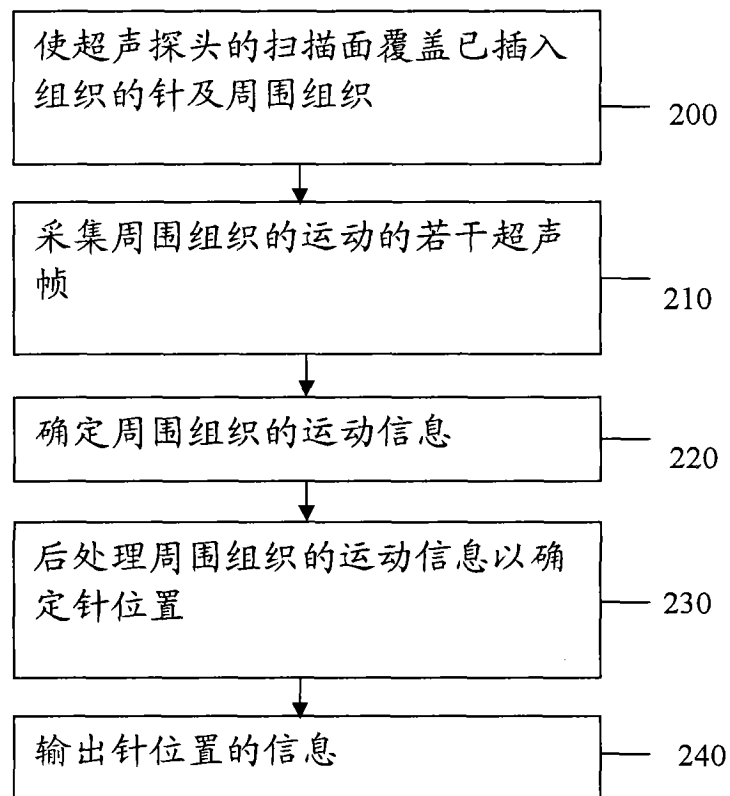 使超声探头的扫描面覆盖已插入
组织的针及周围组织
200
采集周围组织的运动的若干超声
帧
210
确定周围组织的运动信息
220
后处理周围组织的运动信息以确
定针位置
230
输出针位置的信息
240